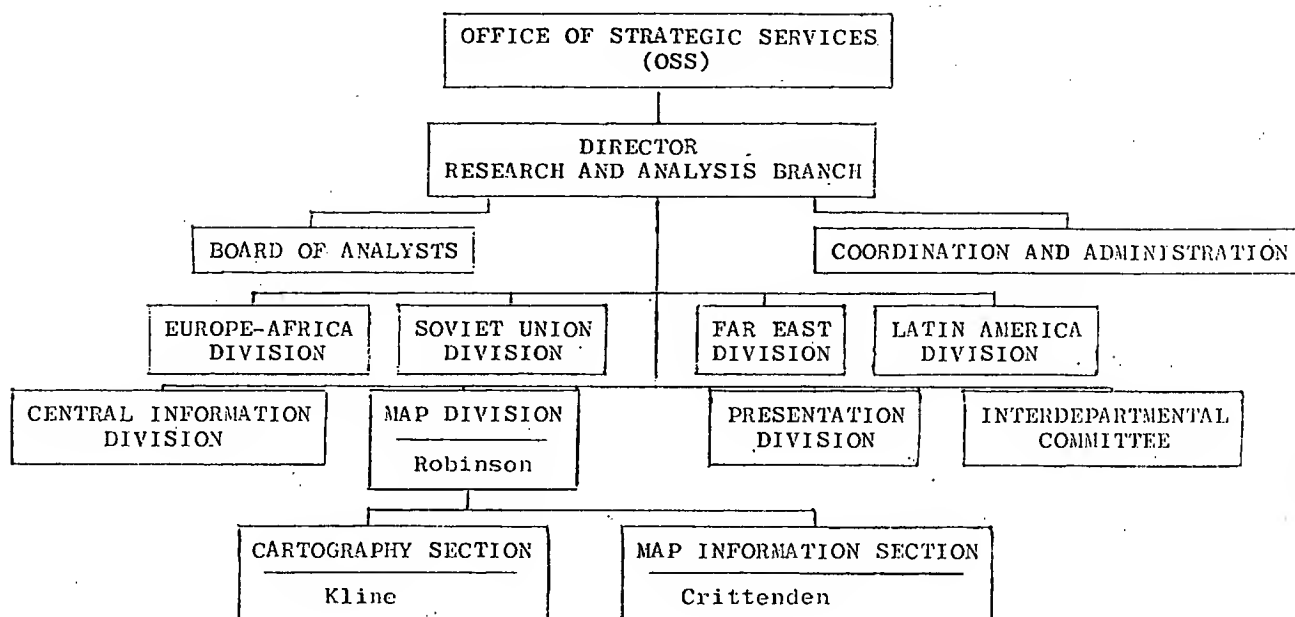 OFFICE OF STRATEGIC SERVICES
(OSS)
DIRECTOR
RESEARCH AND ANALYSIS BRANCH
BOARD OF ANALYSTS
COORDINATION AND ADMINISTRATION
EUROPE-AFRICA
DIVISION
SOVIET UNION
DIVISION
FAR EAST
DIVISION
LATIN AMERICA
DIVISION
CENTRAL INFORMATION
DIVISION
MAP DIVISION
Robinson
PRESENTATION
DIVISION
INTERDEPARTMENTAL
COMMITTEE
CARTOGRAPHY SECTION
Kline
MAP INFORMATION SECTION
Crittenden